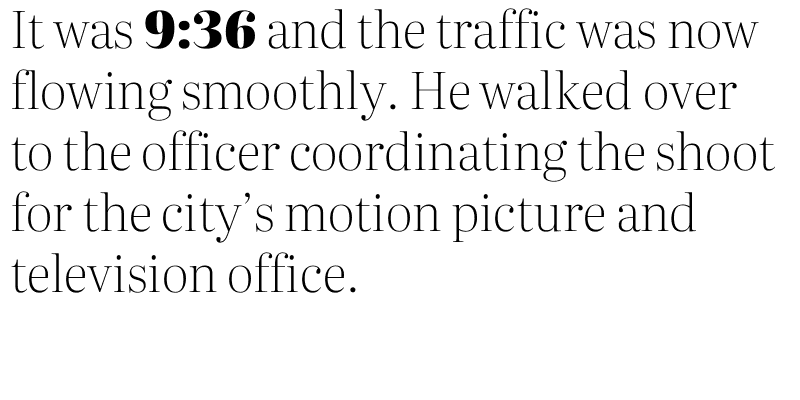 It was 9:36 and the traffic was now
flowing smoothly. He walked over
to the officer coordinating the shoot
for the city’s motion picture and
television office.